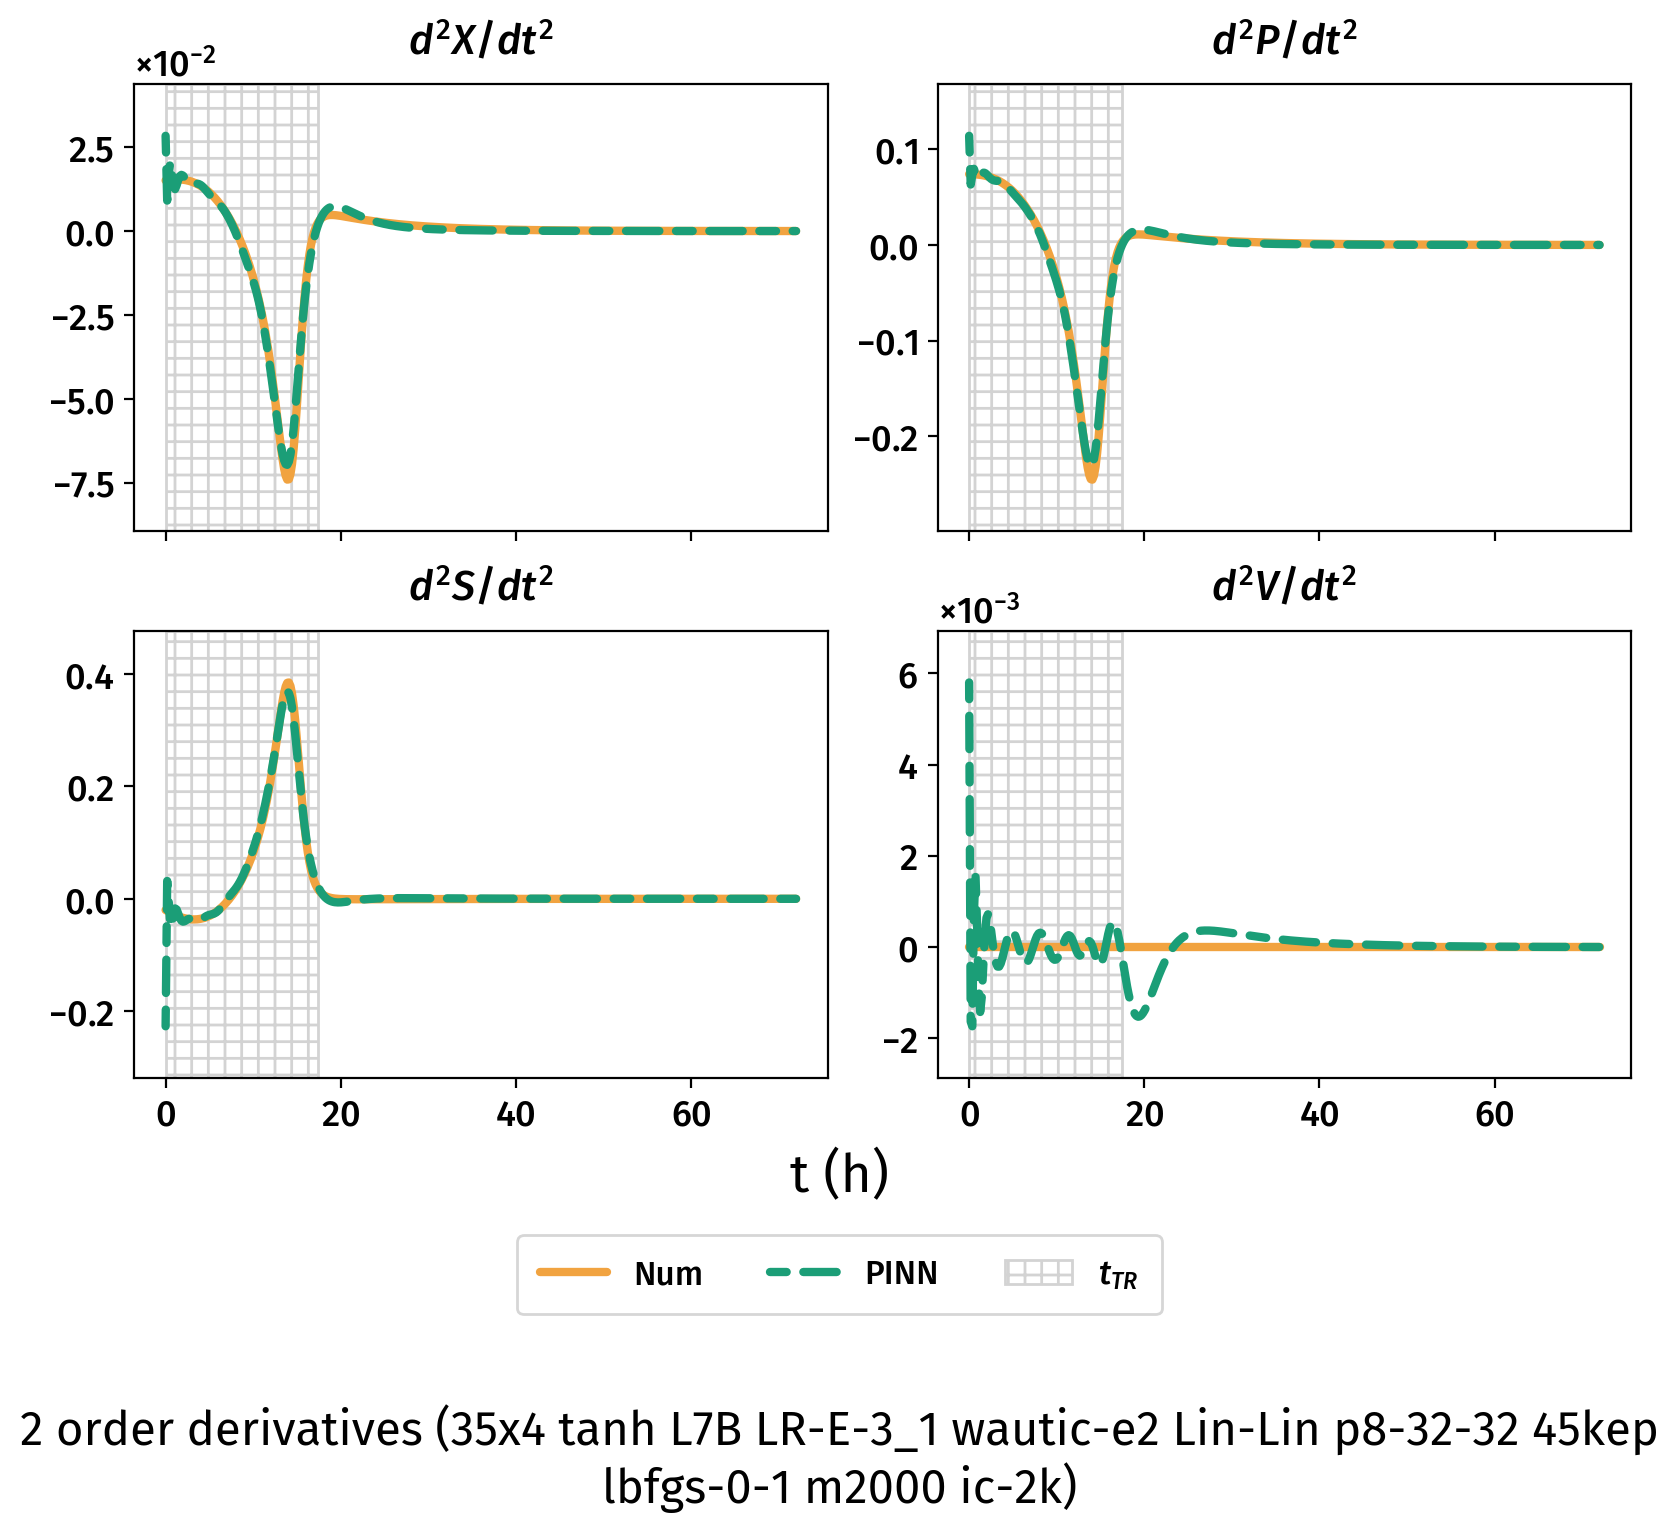 d²X/dt²
×10⁻²
2.5
0.0
−2.5
−5.0
−7.5
d²P/dt²
0.1
0.0
−0.1
−0.2
d²S/dt²
0.4
0.2
0.0
−0.2
0 20 40 60
d²V/dt²
×10⁻³
6
4
2
0
−2
0 20 40 60
t (h)
Num PINN t_TR
2 order derivatives (35x4 tanh L7B LR-E-3_1 wautic-e2 Lin-Lin p8-32-32 45kep
lbfgs-0-1 m2000 ic-2k)